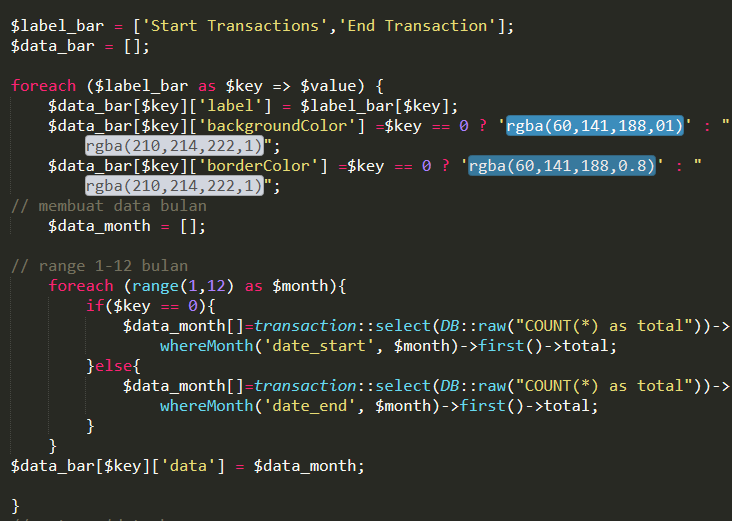 $label_bar = ['Start Transactions','End Transaction'];
$data_bar = [];
foreach ($label_bar as $key => $value) {
$data_bar[$key]['label'] = $label_bar[$key];
$data_bar[$key]['backgroundColor'] =$key == 0 ? 'rgba(60,141,188,01)' : "
rgba(210,214,222,1)";
$data_bar[$key]['borderColor'] =$key == 0 ? 'rgba(60,141,188,0.8)' : "
rgba(210,214,222,1)";
// membuat data bulan
$data_month = [];
// range 1-12 bulan
foreach (range(1,12) as $month){
if($key == 0){
$data_month[]=transaction::select(DB::raw("COUNT(*) as total"))->
whereMonth('date_start', $month)->first()->total;
}else{
$data_month[]=transaction::select(DB::raw("COUNT(*) as total"))->
whereMonth('date_end', $month)->first()->total;
}
}
$data_bar[$key]['data'] = $data_month;
}